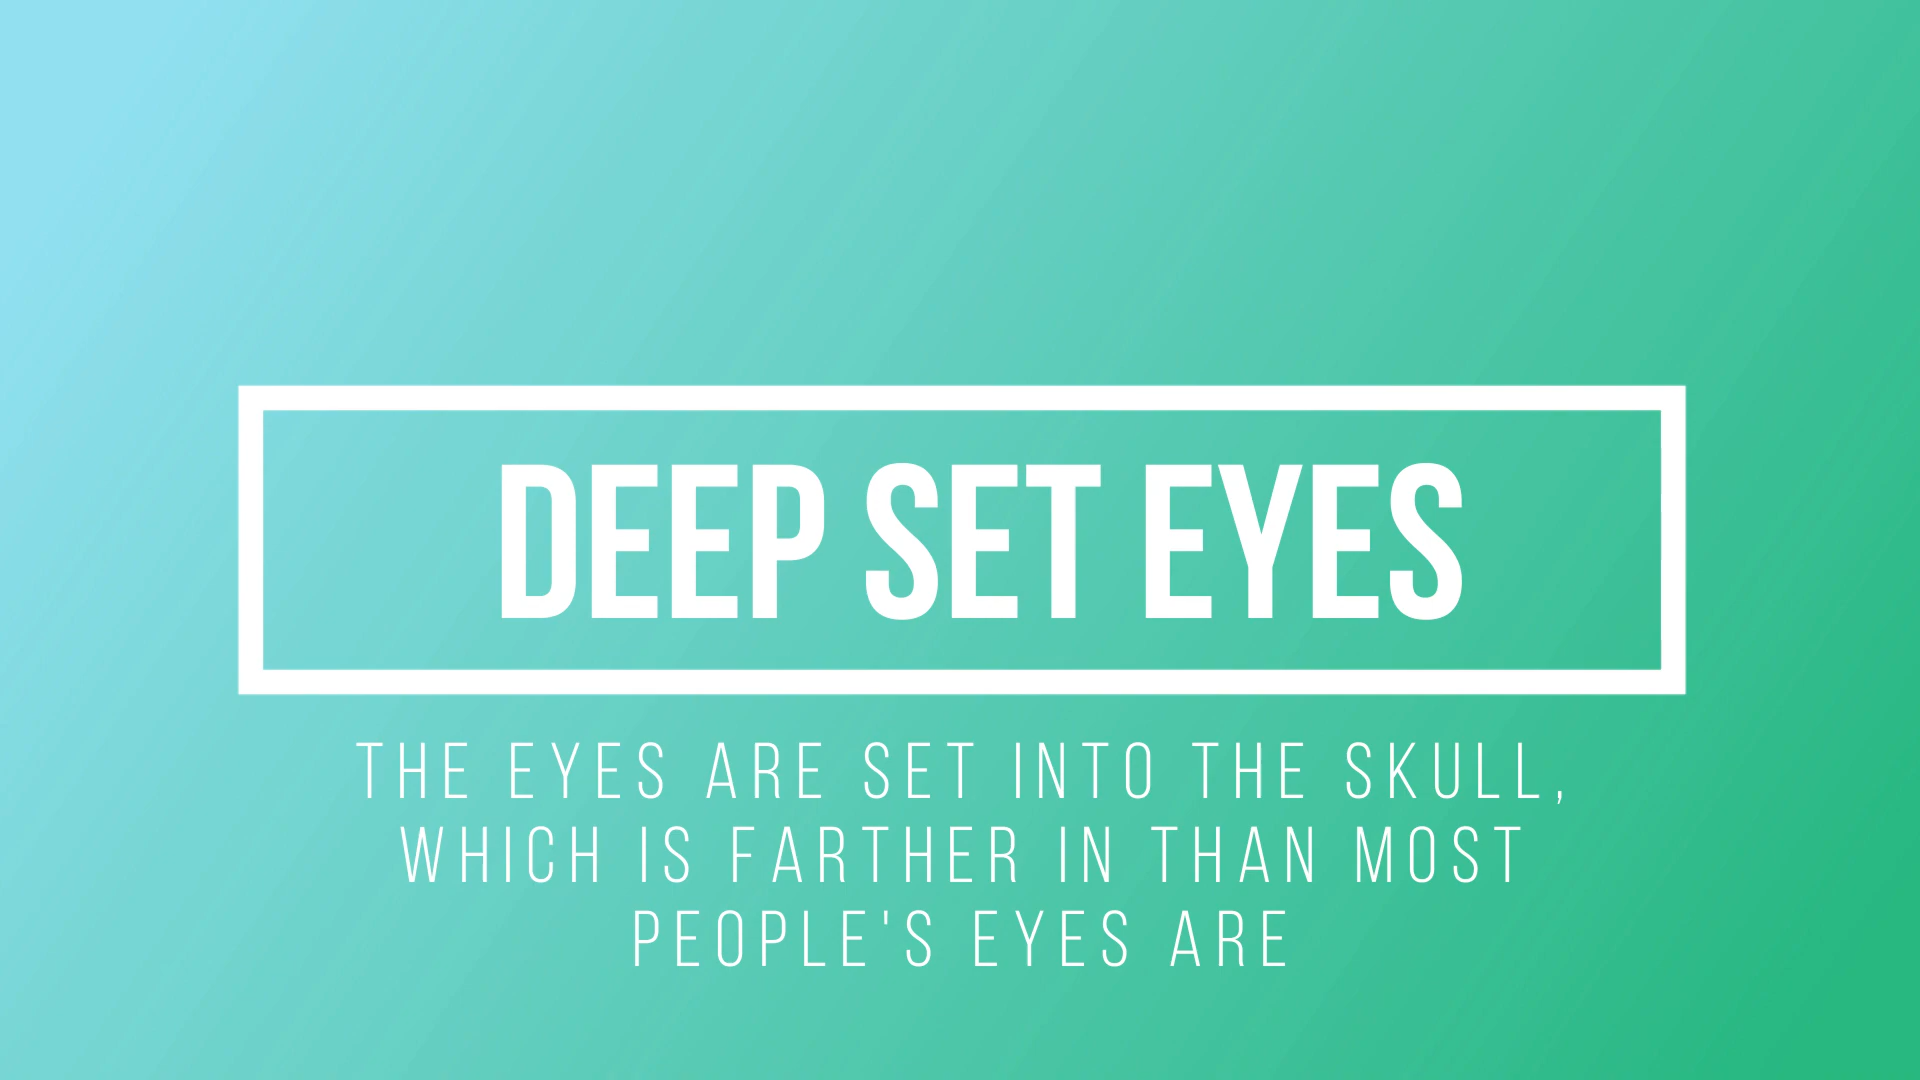 DEEP SET EYES
THE EYES ARE SET INTO THE SKULL,
WHICH IS FARTHER IN THAN MOST
PEOPLE'S EYES ARE